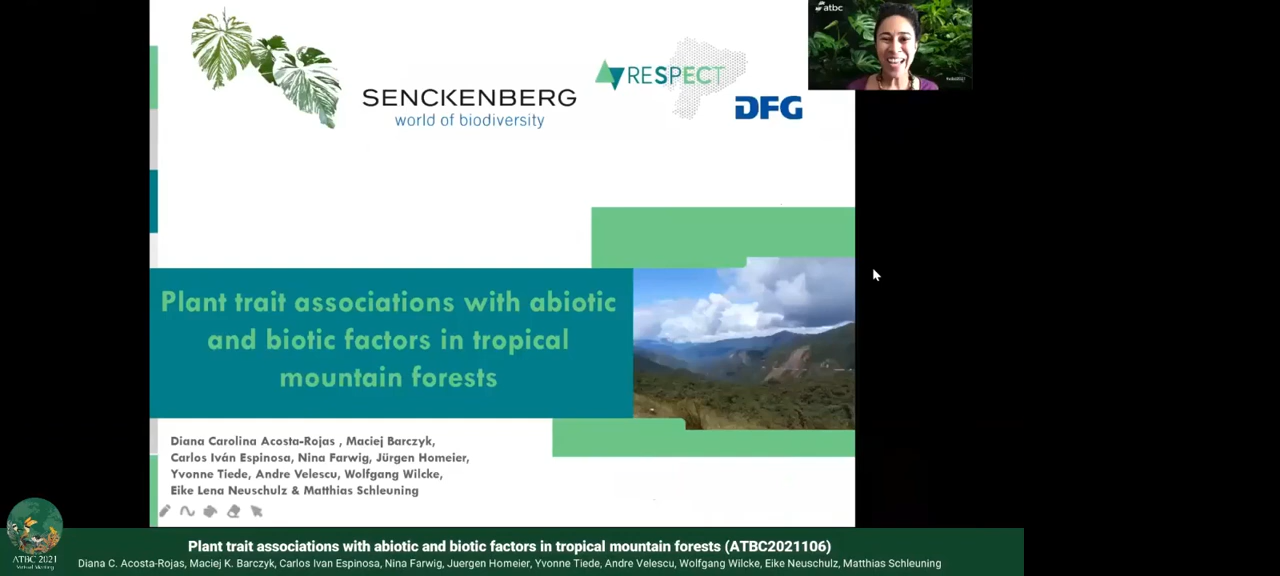 atbc
RESPECT
SENCKENBERG
DFG
world of biodiversity
Plant trait associations with abiotic
and biotic factors in tropical
mountain forests
Diana Carolina Acosta-Rojas , Maciej Barczyk,
Carlos Iván Espinosa, Nina Farwig, Jürgen Homeier,
Yvonne Tiede, Andre Velescu, Wolfgang Wilcke,
Eike Lena Neuschulz & Matthias Schleuning
ATBC 2021
Virtual Meeting
Plant trait associations with abiotic and biotic factors in tropical mountain forests (ATBC2021106)
Diana C. Acosta-Rojas, Maciej K. Barczyk, Carlos Ivan Espinosa, Nina Farwig, Juergen Homeier, Yvonne Tiede, Andre Velescu, Wolfgang Wilcke, Eike Neuschulz, Matthias Schleuning